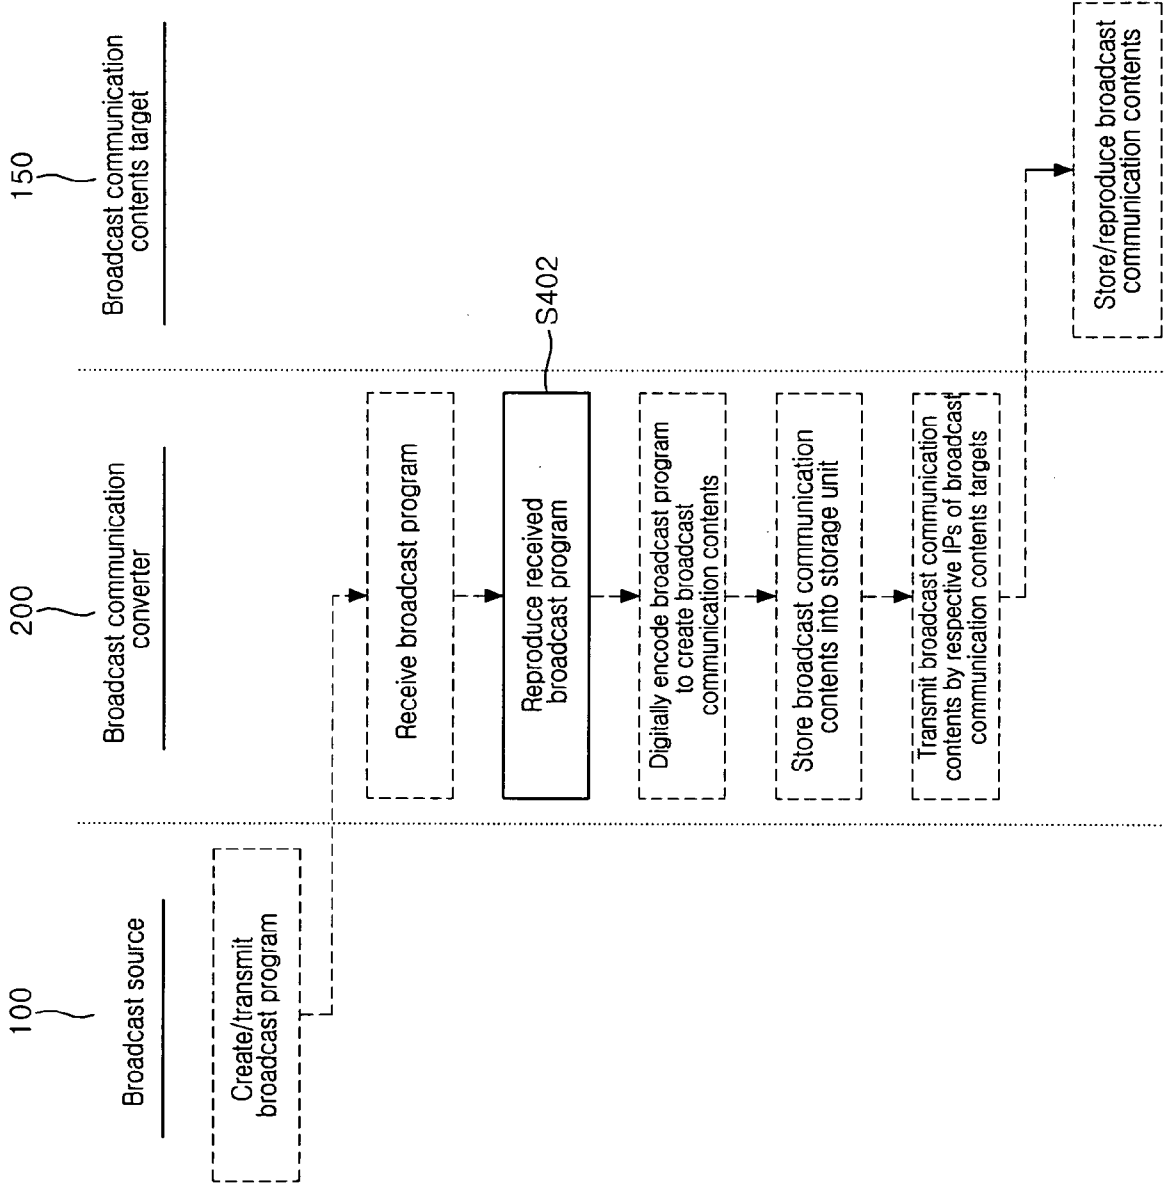 100
Broadcast source
200
Broadcast communication
converter
150
Broadcast communication
contents target
Create/transmit
broadcast program
Receive broadcast program
Reproduce received
broadcast program
S402
Digitally encode broadcast program
to create broadcast
communication contents
Store broadcast communication
contents into storage unit
Transmit broadcast communication
contents by respective IPs of broadcast
communication contents targets
Store/reproduce broadcast
communication contents